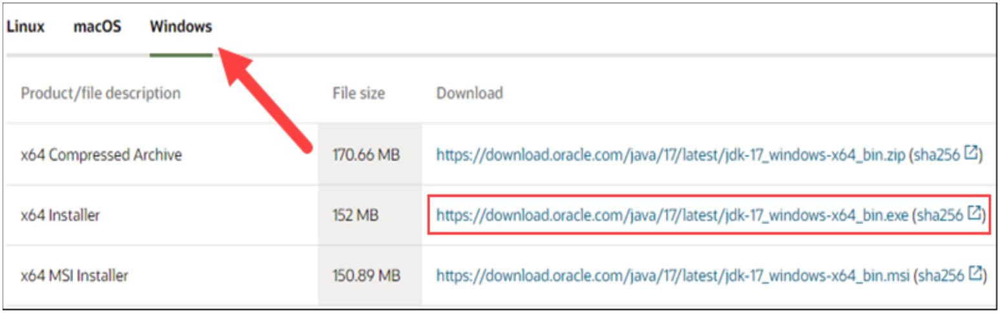 Linux macOS Windows
Product/file description File size Download
x64 Compressed Archive 170.66 MB https://download.oracle.com/java/17/latest/jdk-17_windows-x64_bin.zip (sha256)
x64 Installer 152 MB https://download.oracle.com/java/17/latest/jdk-17_windows-x64_bin.exe (sha256)
x64 MSI Installer 150.89 MB https://download.oracle.com/java/17/latest/jdk-17_windows-x64_bin.msi (sha256)